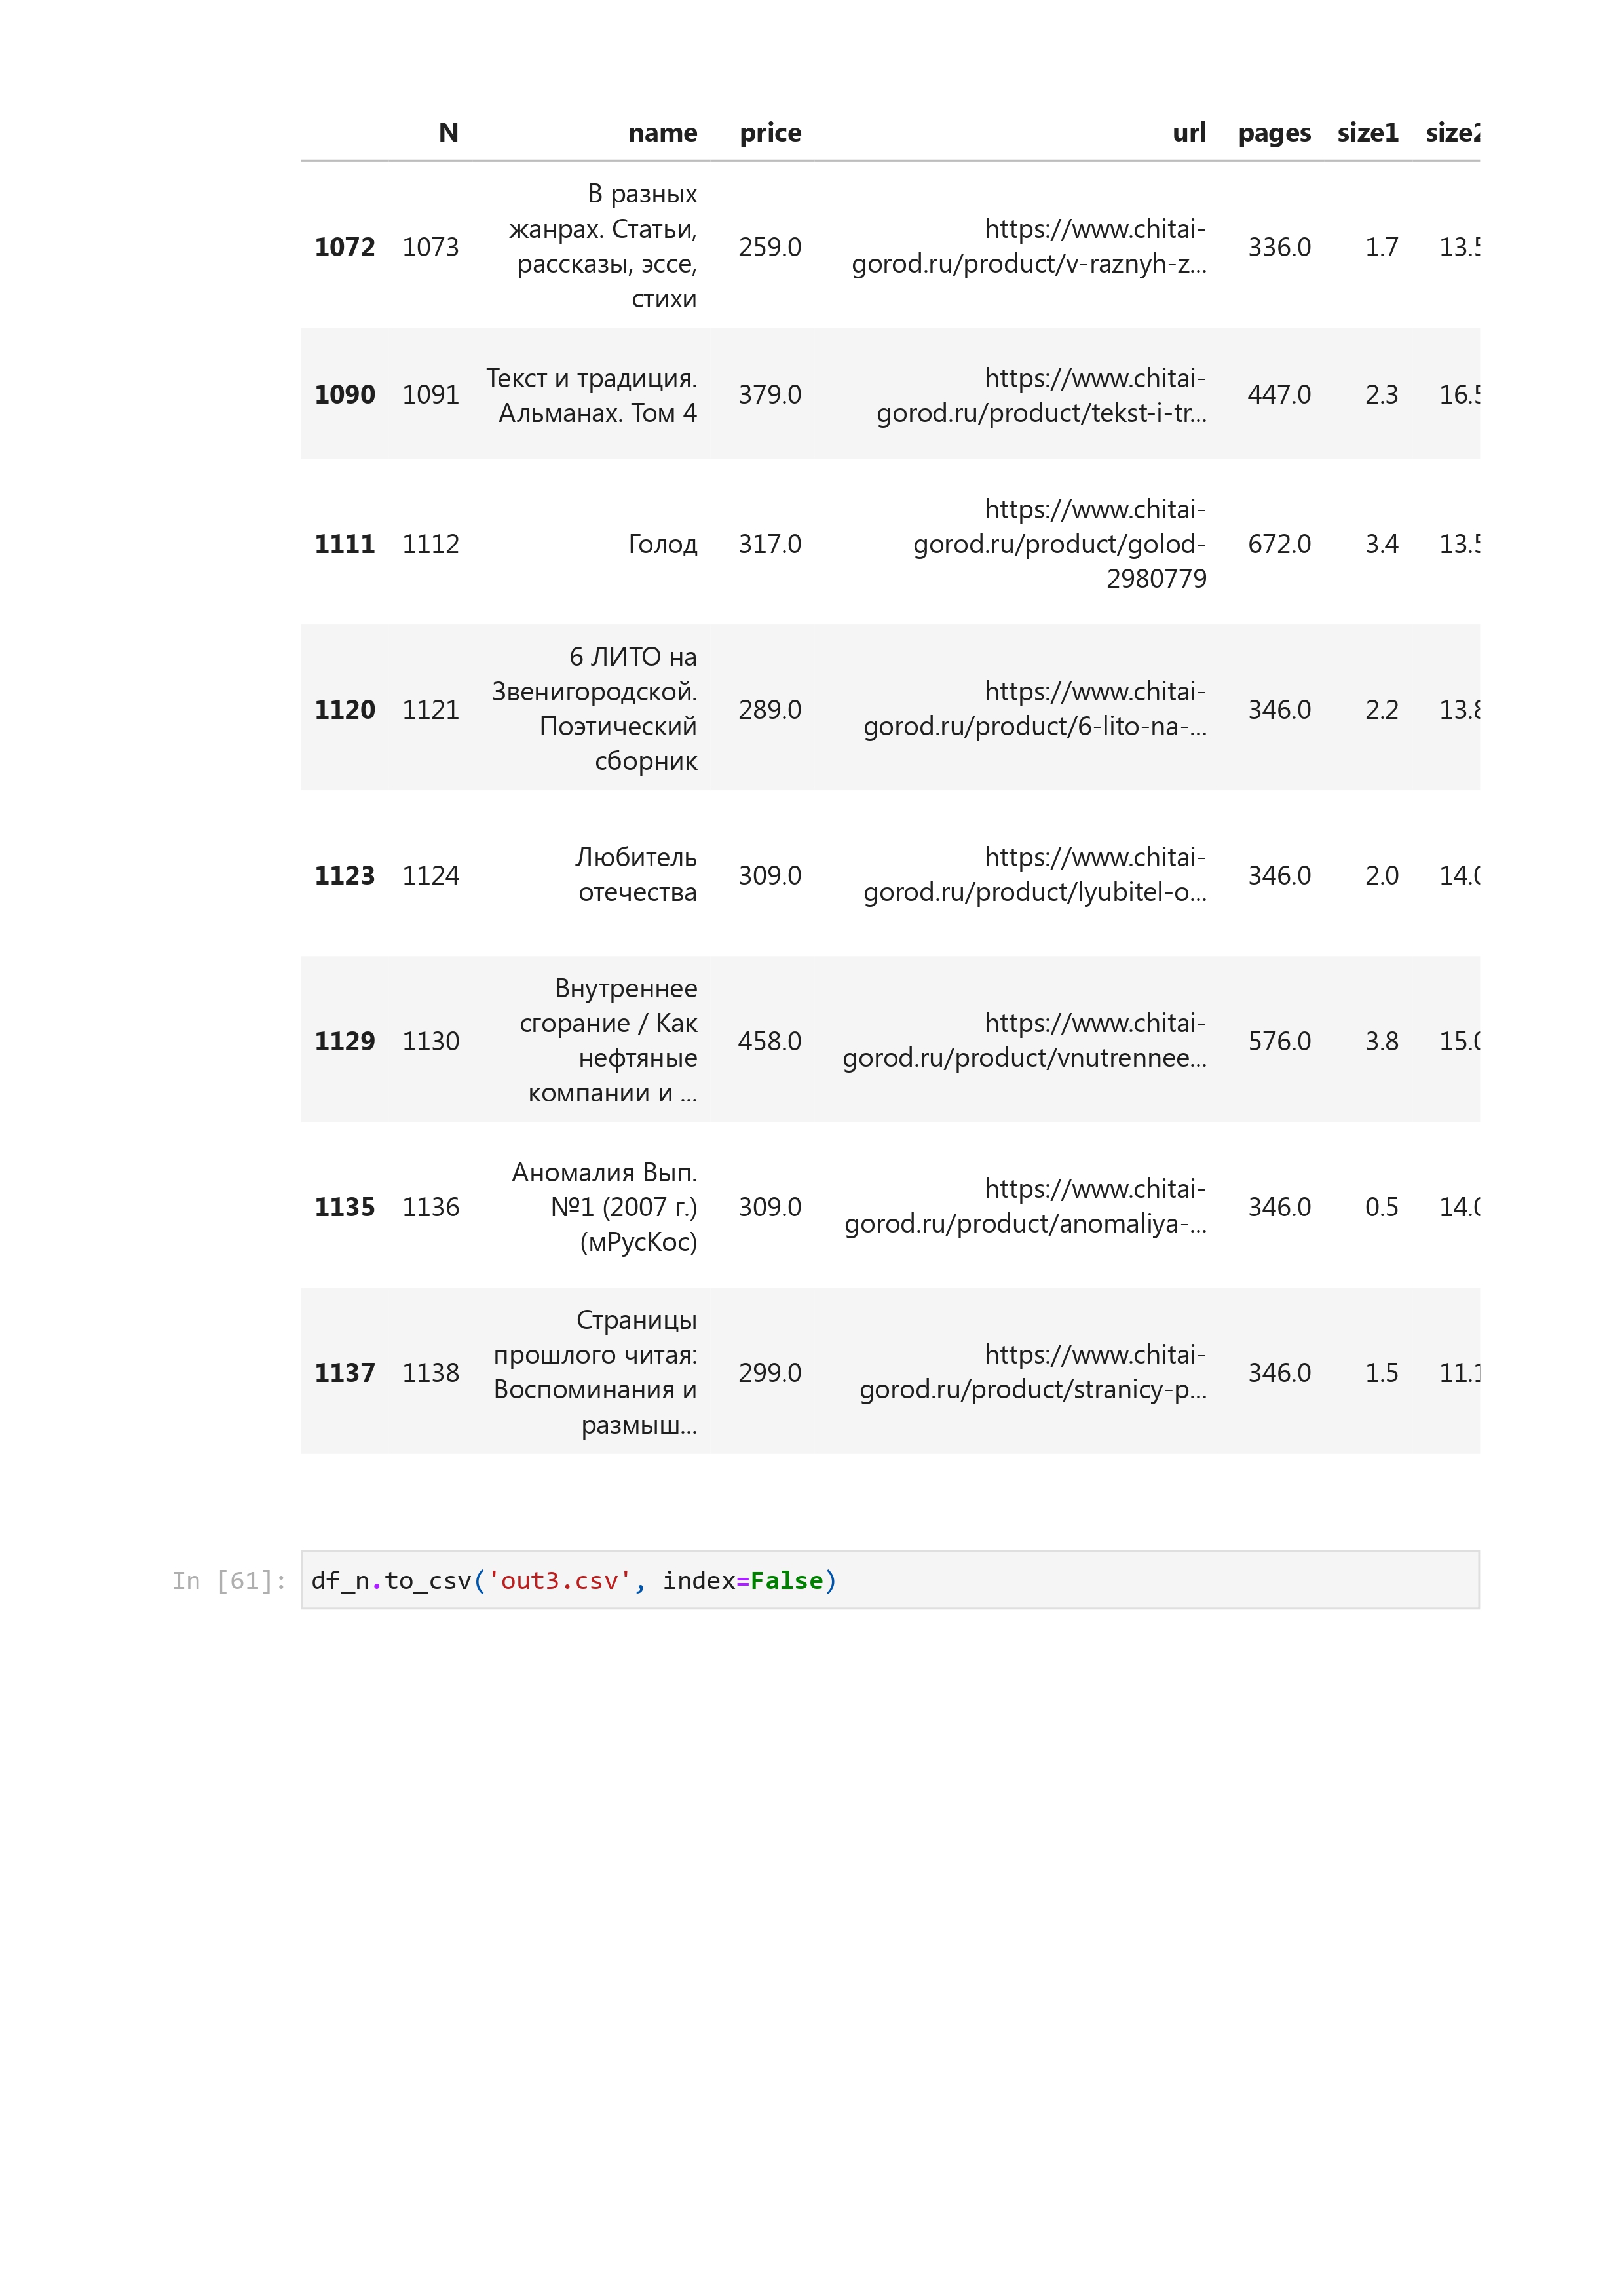 N name price url pages size1 size2
В разных
жанрах. Статьи,
рассказы, эссе,
стихи
1072 1073 259.0 https://www.chitai-
gorod.ru/product/v-raznyh-z... 336.0 1.7 13.5
Текст и традиция.
Альманах. Том 4
1090 1091 379.0 https://www.chitai-
gorod.ru/product/tekst-i-tr... 447.0 2.3 16.5
1111 1112 Голод 317.0 https://www.chitai-
gorod.ru/product/golod-
2980779 672.0 3.4 13.5
6 ЛИТО на
Звенигородской.
Поэтический
сборник
1120 1121 289.0 https://www.chitai-
gorod.ru/product/6-lito-na-... 346.0 2.2 13.8
Любитель
отечества
1123 1124 309.0 https://www.chitai-
gorod.ru/product/lyubitel-o... 346.0 2.0 14.0
Внутреннее
сгорание / Как
нефтяные
компании и ...
1129 1130 458.0 https://www.chitai-
gorod.ru/product/vnutrennee... 576.0 3.8 15.0
Аномалия Вып.
№1 (2007 г.)
(мРусКос)
1135 1136 309.0 https://www.chitai-
gorod.ru/product/anomaliya-... 346.0 0.5 14.0
Страницы
прошлого читая:
Воспоминания и
размыш...
1137 1138 299.0 https://www.chitai-
gorod.ru/product/stranicy-p... 346.0 1.5 11.1
In [61]: df_n.to_csv('out3.csv', index=False)